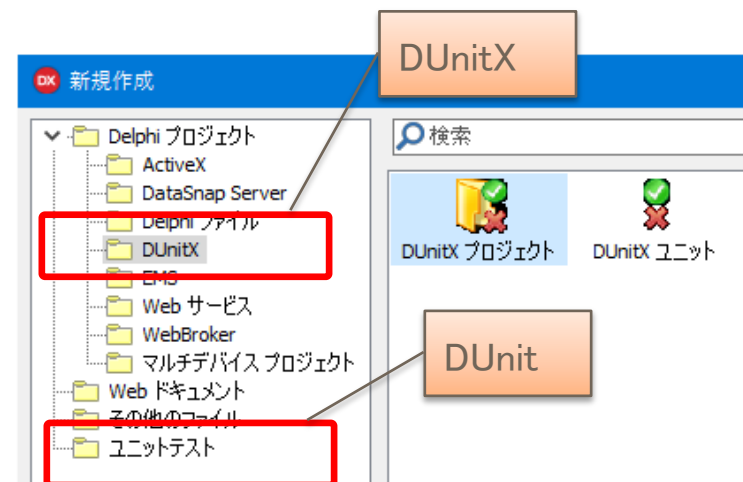 DUnitX
DX 新規作成
Delphi プロジェクト
検索
ActiveX
DataSnap Server
Delphi ファイル
DUnitX
DUnitX プロジェクト
DUnitX ユニット
EMS
Web サービス
WebBroker
マルチデバイス プロジェクト
DUnit
Web ドキュメント
その他のファイル
ユニットテスト